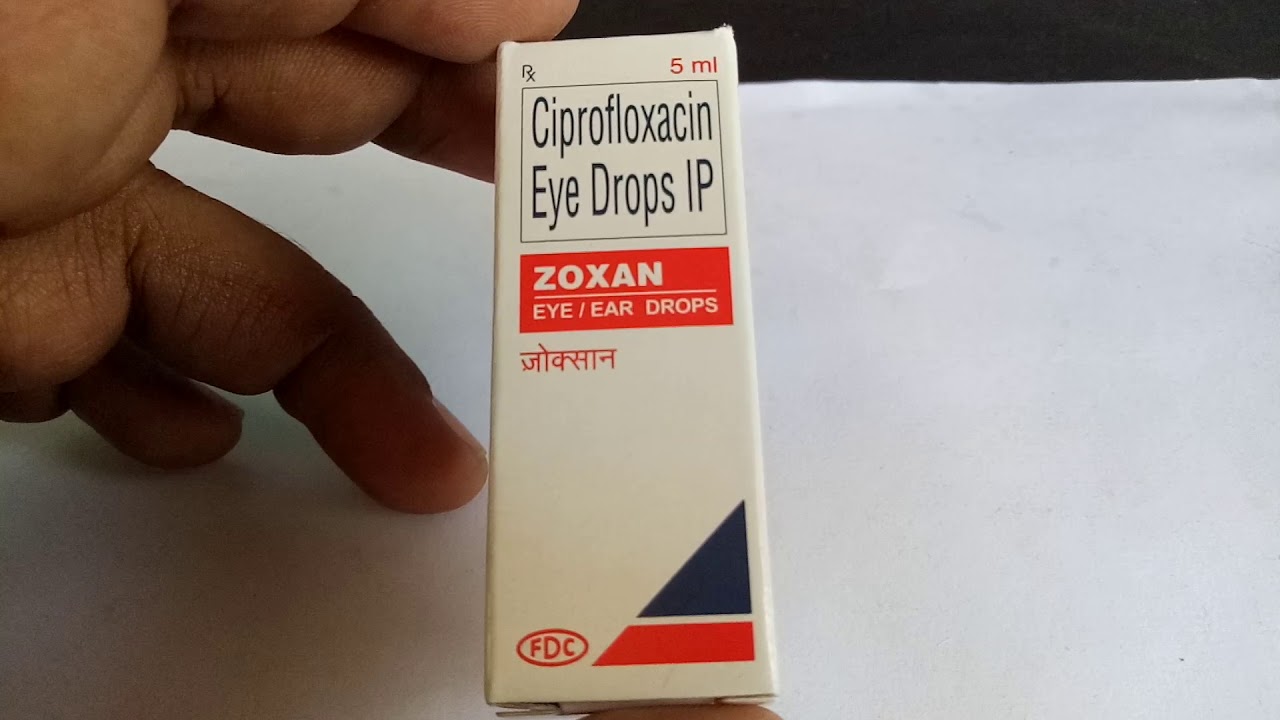 ℞
5 ml
Ciprofloxacin
Eye Drops IP
ZOXAN
EYE / EAR DROPS
ज़ोक्सान
FDC